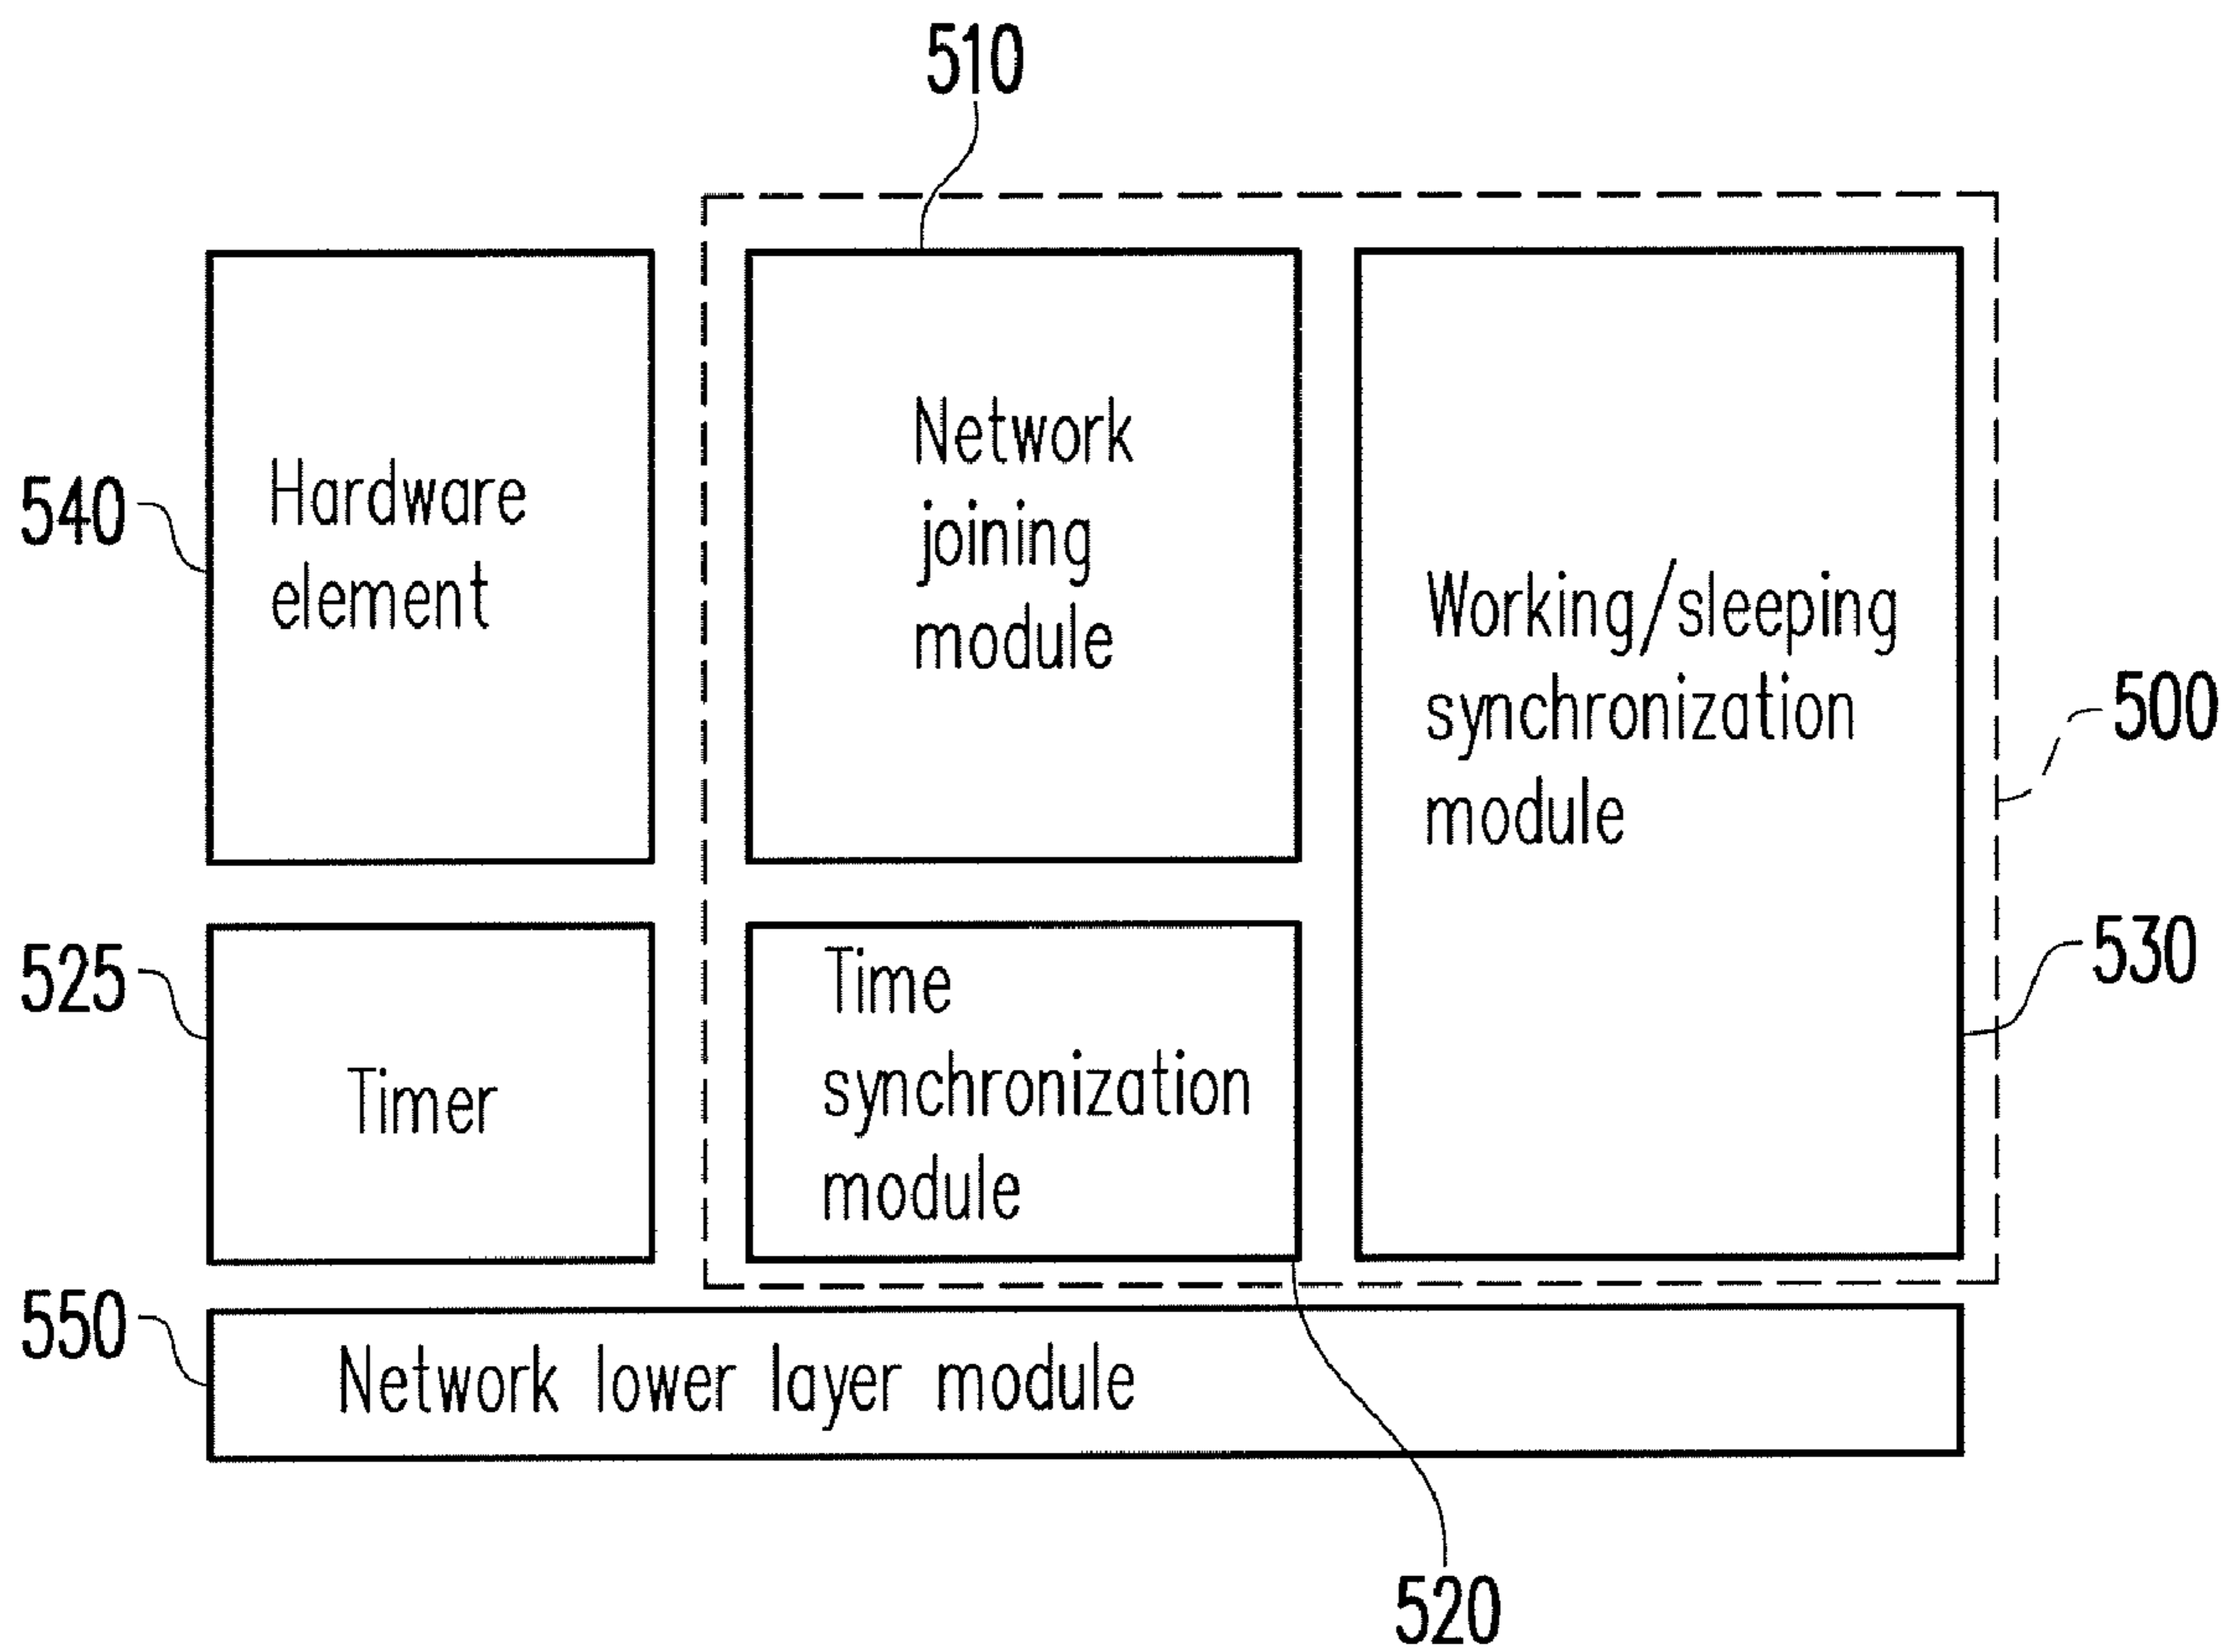 510
Hardware
element
540
Network
joining
module
Working/sleeping
synchronization
module
500
525
Timer
Time
synchronization
module
530
550
Network lower layer module
520